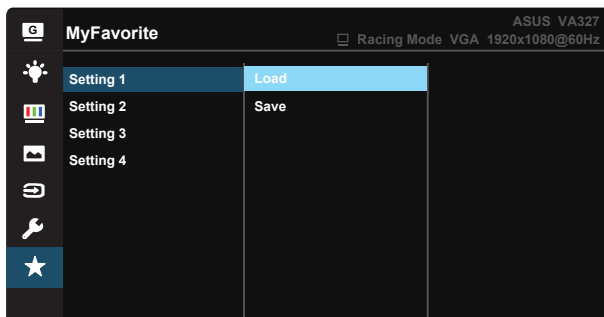 G
MyFavorite
ASUS VA327
Racing Mode VGA 1920x1080@60Hz
Setting 1
Load
Setting 2
Save
Setting 3
Setting 4